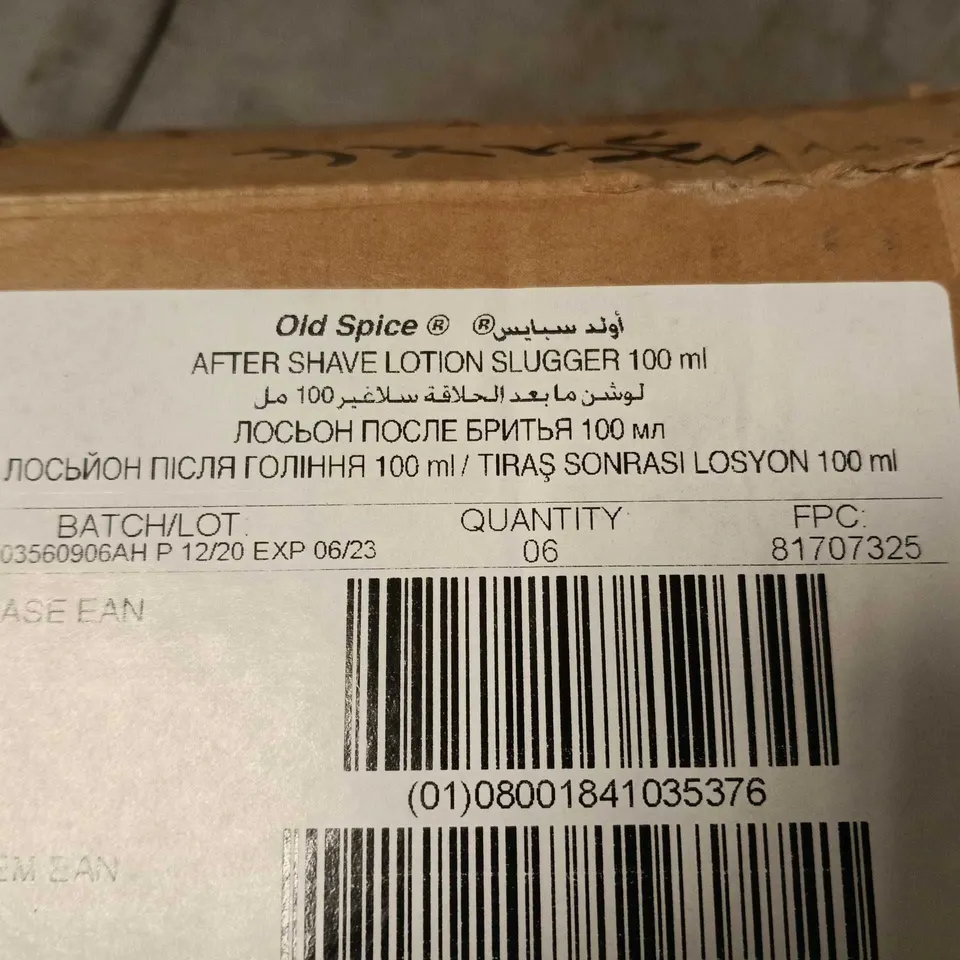 Old Spice ® أولد سبايس®
AFTER SHAVE LOTION SLUGGER 100 ml
لوشن ما بعد الحلاقة سلاغير 100 مل
ЛОСЬОН ПОСЛЕ БРИТЬЯ 100 мл
ЛОСЬЙОН ПІСЛЯ ГОЛІННЯ 100 ml / TIRAŞ SONRASI LOSYON 100 ml
BATCH/LOT: QUANTITY: FPC:
03560906AH P 12/20 EXP 06/23 06 81707325
ASE EAN
(01)08001841035376
EM EAN